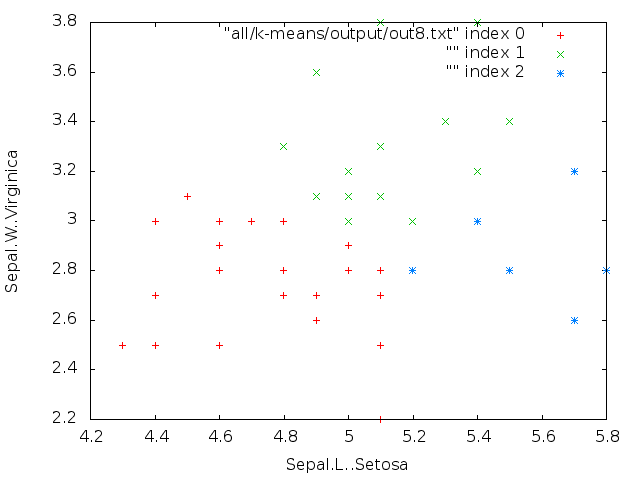 3.8
"all/k-means/output/out8.txt" index 0
"" index 1
"" index 2
3.6
3.4
3.2
3
2.8
2.6
2.4
2.2
Sepal.W..Virginica
4.2 4.4 4.6 4.8 5 5.2 5.4 5.6 5.8
Sepal.L..Setosa